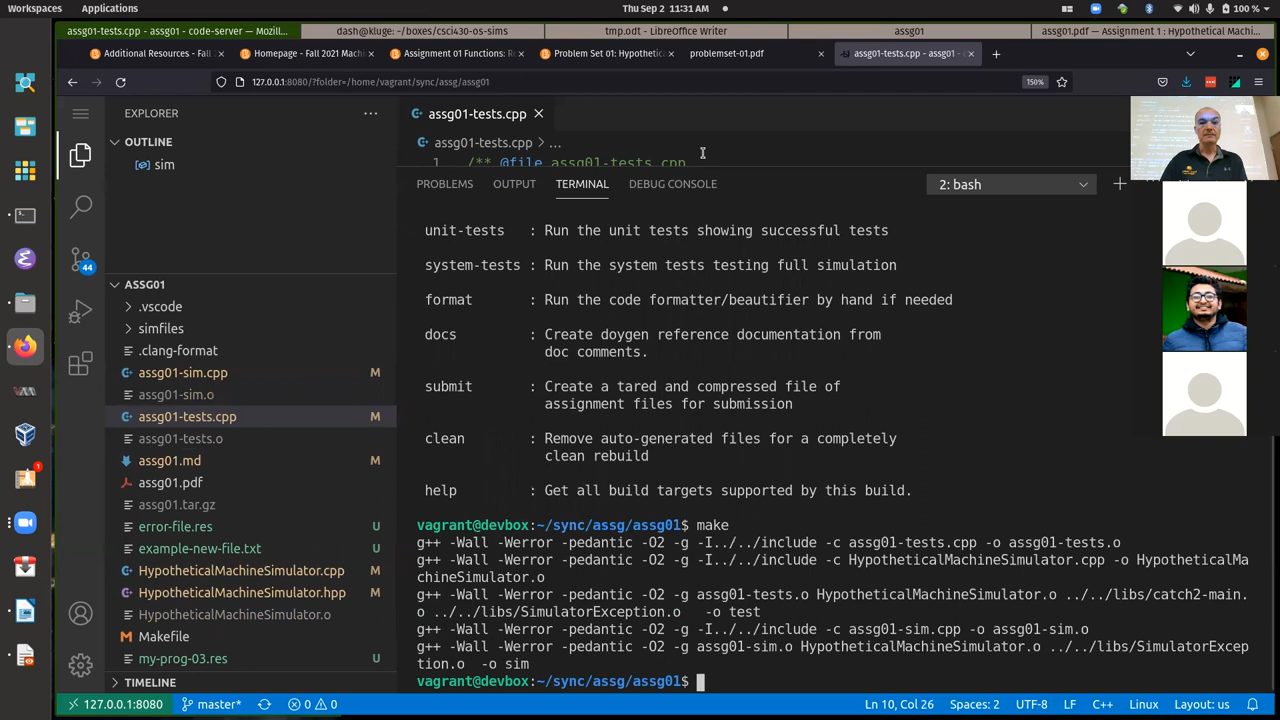 Workspaces Applications Thu Sep 2 11:31 AM 100 %
assg01-tests.cpp - assg01 - code-server — Mozilla... dash@kluge: ~/boxes/csci430-os-sims tmp.odt - LibreOffice Writer assg01 assg01.pdf — Assignment 1 : Hypothetical Machi...
Additional Resources - Fall Homepage - Fall 2021 Machi Assignment 01 Functions: Re Problem Set 01: Hypothetica problemset-01.pdf assg01-tests.cpp - assg01 -
127.0.0.1:8080/?folder=/home/vagrant/sync/assg/assg01 150%
EXPLORER
OUTLINE
sim
44
ASSG01
.vscode
simfiles
.clang-format
assg01-sim.cpp M
assg01-sim.o
assg01-tests.cpp M
assg01-tests.o
assg01.md M
assg01.pdf
assg01.tar.gz
error-file.res U
example-new-file.txt U
HypotheticalMachineSimulator.cpp M
HypotheticalMachineSimulator.hpp M
HypotheticalMachineSimulator.o
Makefile M
my-prog-03.res U
TIMELINE
assg01-tests.cpp
assg01-tests.cpp > ...
1 /** @file assg01-tests.cpp
PROBLEMS OUTPUT TERMINAL DEBUG CONSOLE 2: bash
unit-tests : Run the unit tests showing successful tests
system-tests : Run the system tests testing full simulation
format : Run the code formatter/beautifier by hand if needed
docs : Create doygen reference documentation from
doc comments.
submit : Create a tared and compressed file of
assignment files for submission
clean : Remove auto-generated files for a completely
clean rebuild
help : Get all build targets supported by this build.
vagrant@devbox:~/sync/assg/assg01$ make
g++ -Wall -Werror -pedantic -O2 -g -I../../include -c assg01-tests.cpp -o assg01-tests.o
g++ -Wall -Werror -pedantic -O2 -g -I../../include -c HypotheticalMachineSimulator.cpp -o HypotheticalMa
chineSimulator.o
g++ -Wall -Werror -pedantic -O2 -g assg01-tests.o HypotheticalMachineSimulator.o ../../libs/catch2-main.
o ../../libs/SimulatorException.o -o test
g++ -Wall -Werror -pedantic -O2 -g -I../../include -c assg01-sim.cpp -o assg01-sim.o
g++ -Wall -Werror -pedantic -O2 -g assg01-sim.o HypotheticalMachineSimulator.o ../../libs/SimulatorExcep
tion.o -o sim
vagrant@devbox:~/sync/assg/assg01$
127.0.0.1:8080 master* 0 0 Ln 10, Col 26 Spaces: 2 UTF-8 LF C++ Linux Layout: us